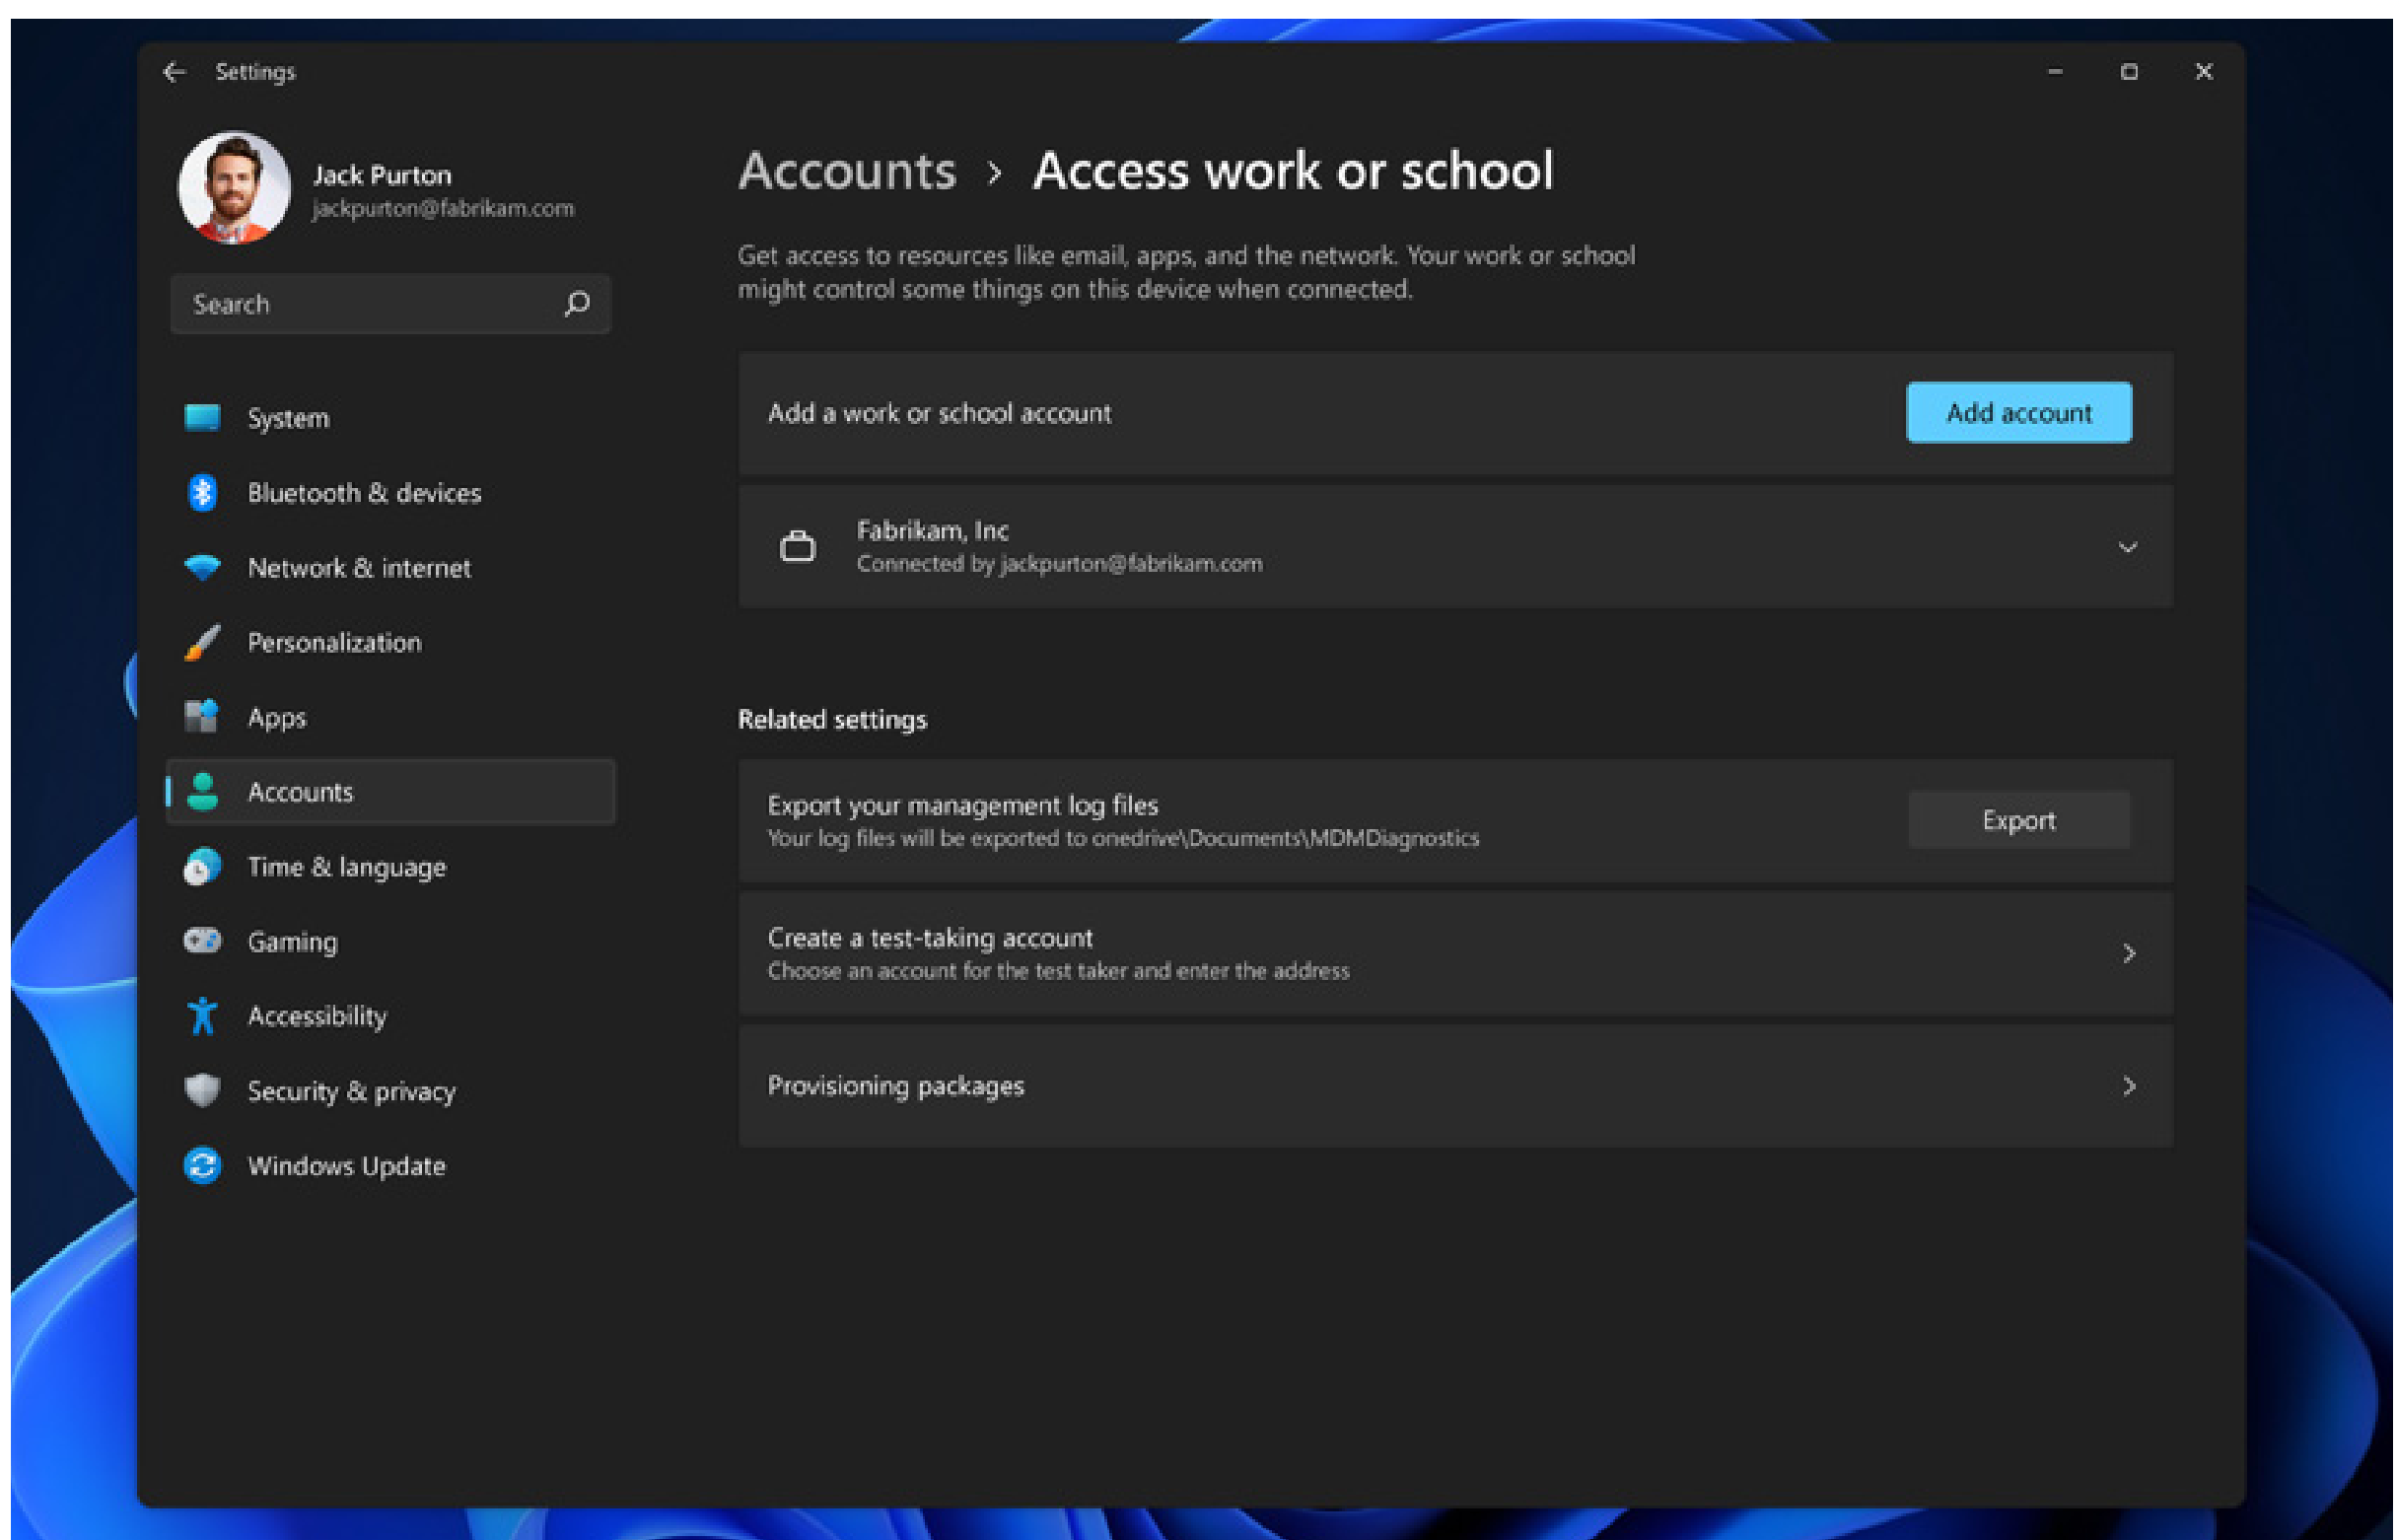 Settings
Jack Purton
jackpurton@fabrikam.com
Search
System
Bluetooth & devices
Network & internet
Personalization
Apps
Accounts
Time & language
Gaming
Accessibility
Security & privacy
Windows Update
Accounts > Access work or school
Get access to resources like email, apps, and the network. Your work or school
might control some things on this device when connected.
Add a work or school account
Add account
Fabrikam, Inc
Connected by jackpurton@fabrikam.com
Related settings
Export your management log files
Your log files will be exported to onedrive\Documents\MDMDiagnostics
Export
Create a test-taking account
Choose an account for the test taker and enter the address
Provisioning packages